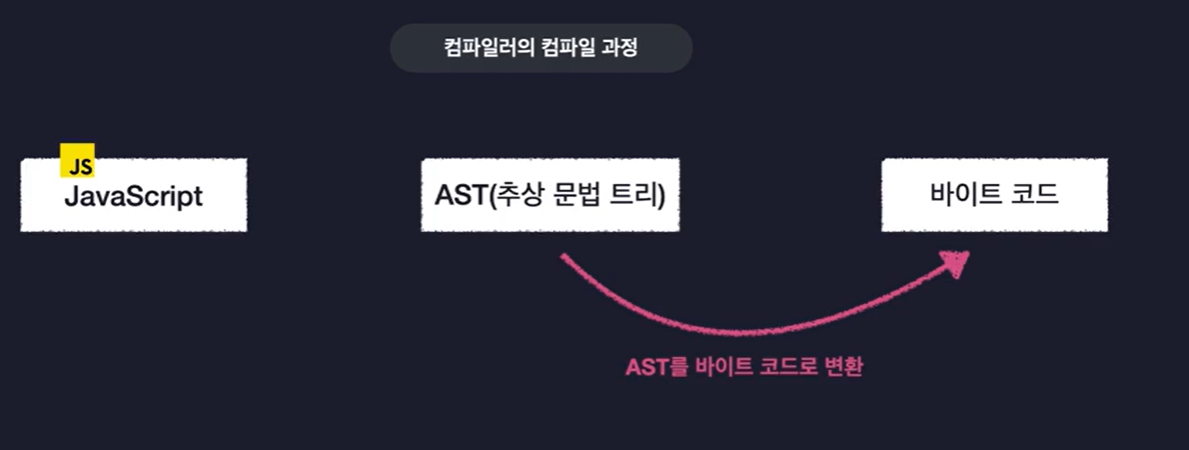 컴파일러의 컴파일 과정
JS
JavaScript
AST(추상 문법 트리)
바이트 코드
AST를 바이트 코드로 변환